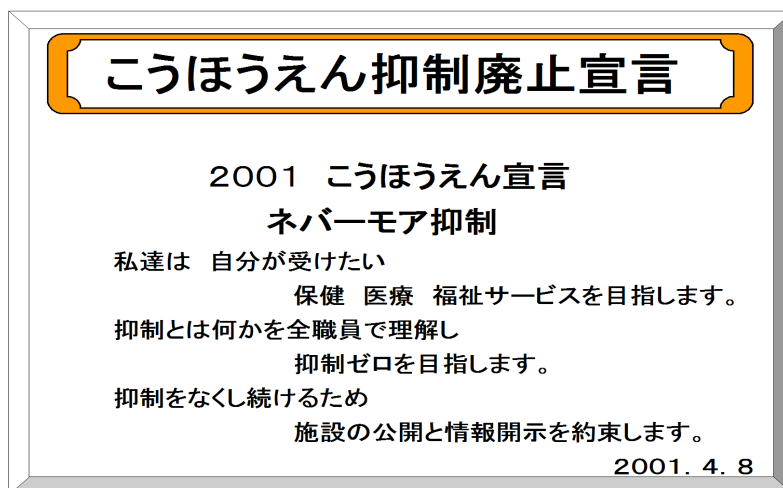 こうほうえん抑制廃止宣言
2001　こうほうえん宣言
ネバーモア抑制
私達は　自分が受けたい
保健　医療　福祉サービスを目指します。
抑制とは何かを全職員で理解し
抑制ゼロを目指します。
抑制をなくし続けるため
施設の公開と情報開示を約束します。
2001．4．8